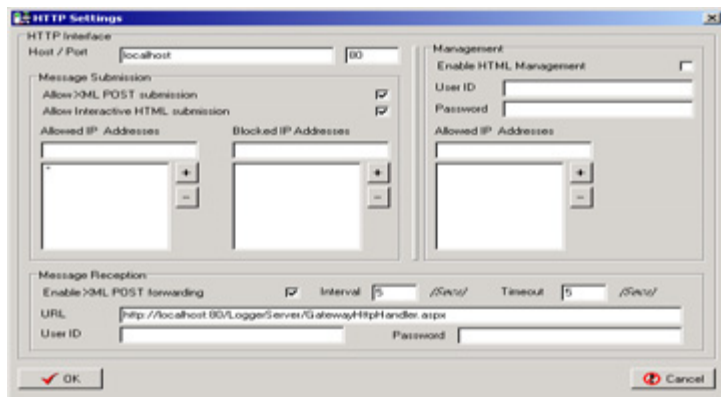 HTTP Settings
HTTP Interface
Host / Port
localhost
80
Message Submission
Allow XML POST submission
Allow Interactive HTML submission
Allowed IP Addresses
Blocked IP Addresses
*
+
-
+
-
Management
Enable HTML Management
User ID
Password
Allowed IP Addresses
+
-
Message Reception
Enable XML POST forwarding
Interval
5
(Secs)
Timeout
5
(Secs)
URL
http://localhost:80/LoggerServer/GatewayHttpHandler.aspx
User ID
Password
OK
Cancel